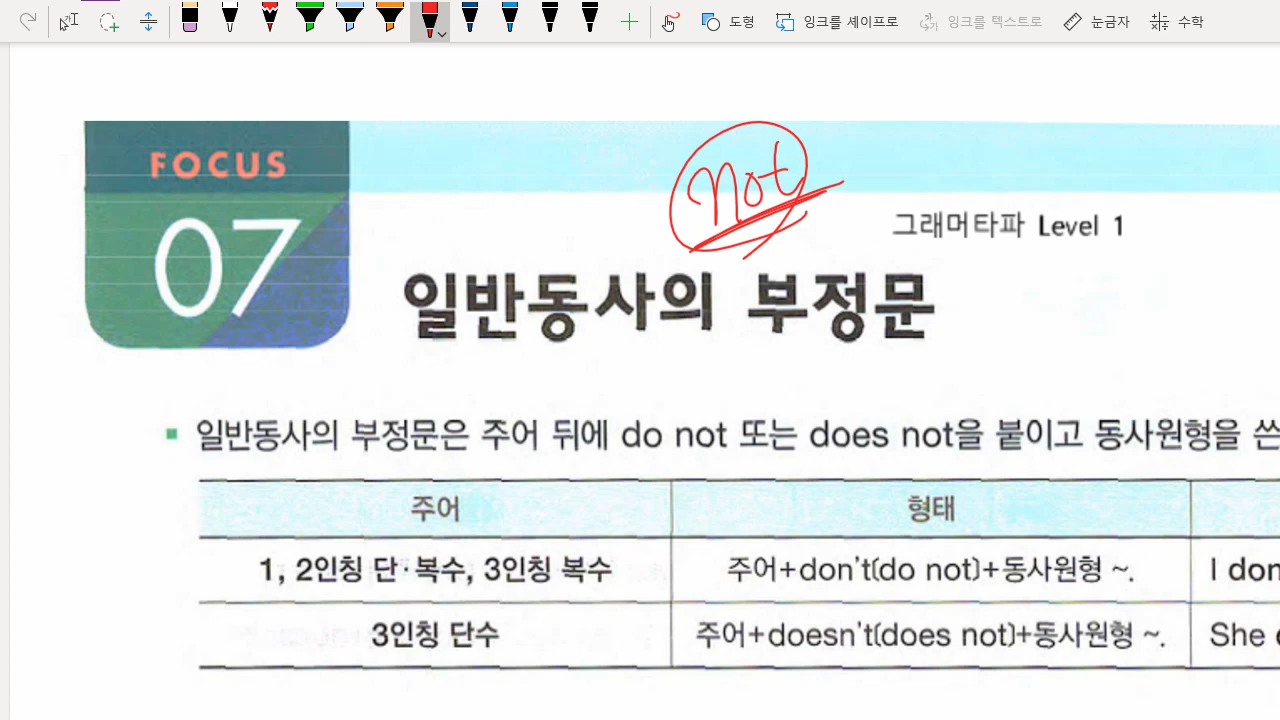 도형 잉크를 셰이프로 잉크를 텍스트로 눈금자 수학
FOCUS
07
not
그래머타파 Level 1
일반동사의 부정문
▪ 일반동사의 부정문은 주어 뒤에 do not 또는 does not을 붙이고 동사원형을 쓴
주어 형태
1, 2인칭 단·복수, 3인칭 복수 주어+don't(do not)+동사원형 ~. I don
3인칭 단수 주어+doesn't(does not)+동사원형 ~. She